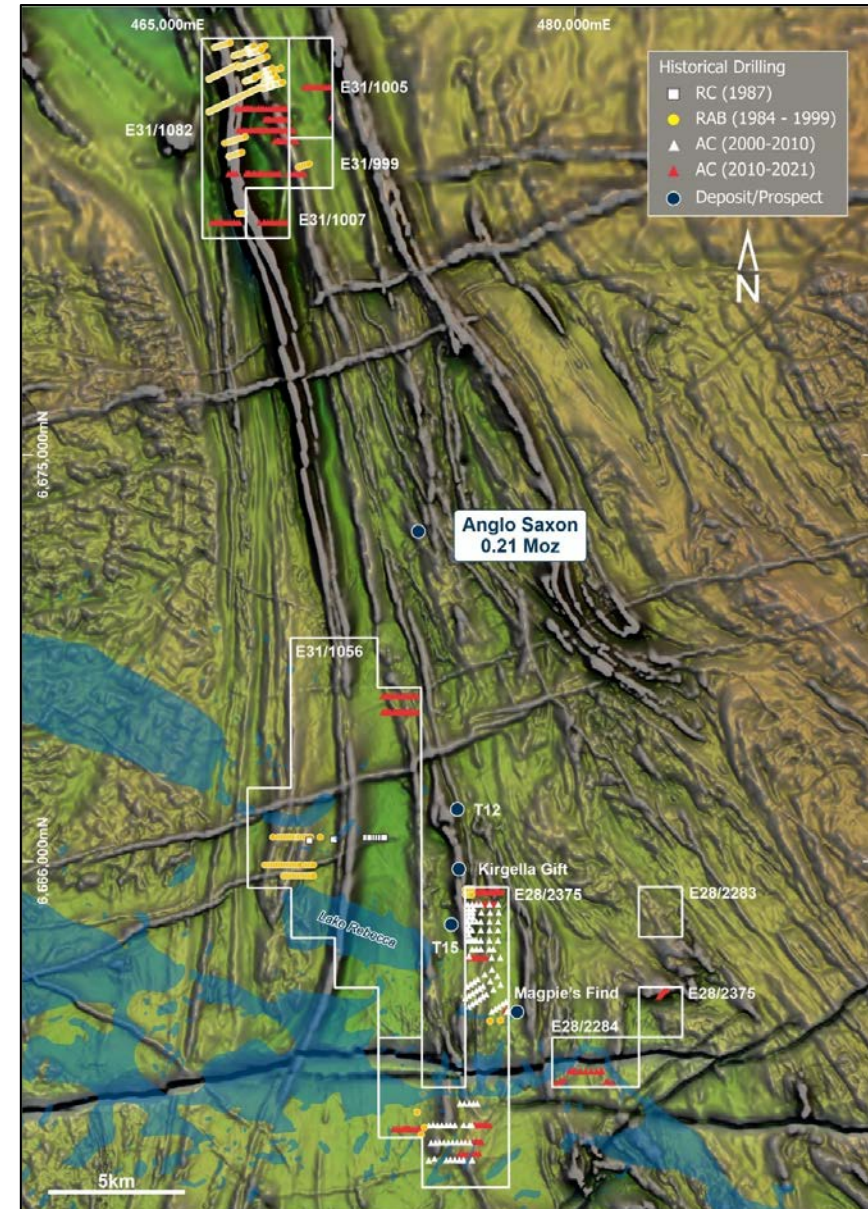 465,000mE
480,000mE
Historical Drilling
RC (1987)
RAB (1984 - 1999)
AC (2000-2010)
AC (2010-2021)
Deposit/Prospect
N
E31/1005
E31/1082
E31/999
E31/1007
6,675,000mN
Anglo Saxon
0.21 Moz
E31/1056
T12
6,666,000mN
Kirgella Gift
E28/2375
E28/2283
Lake Rebecca
T15
Magpie's Find
E28/2375
E28/2284
5km